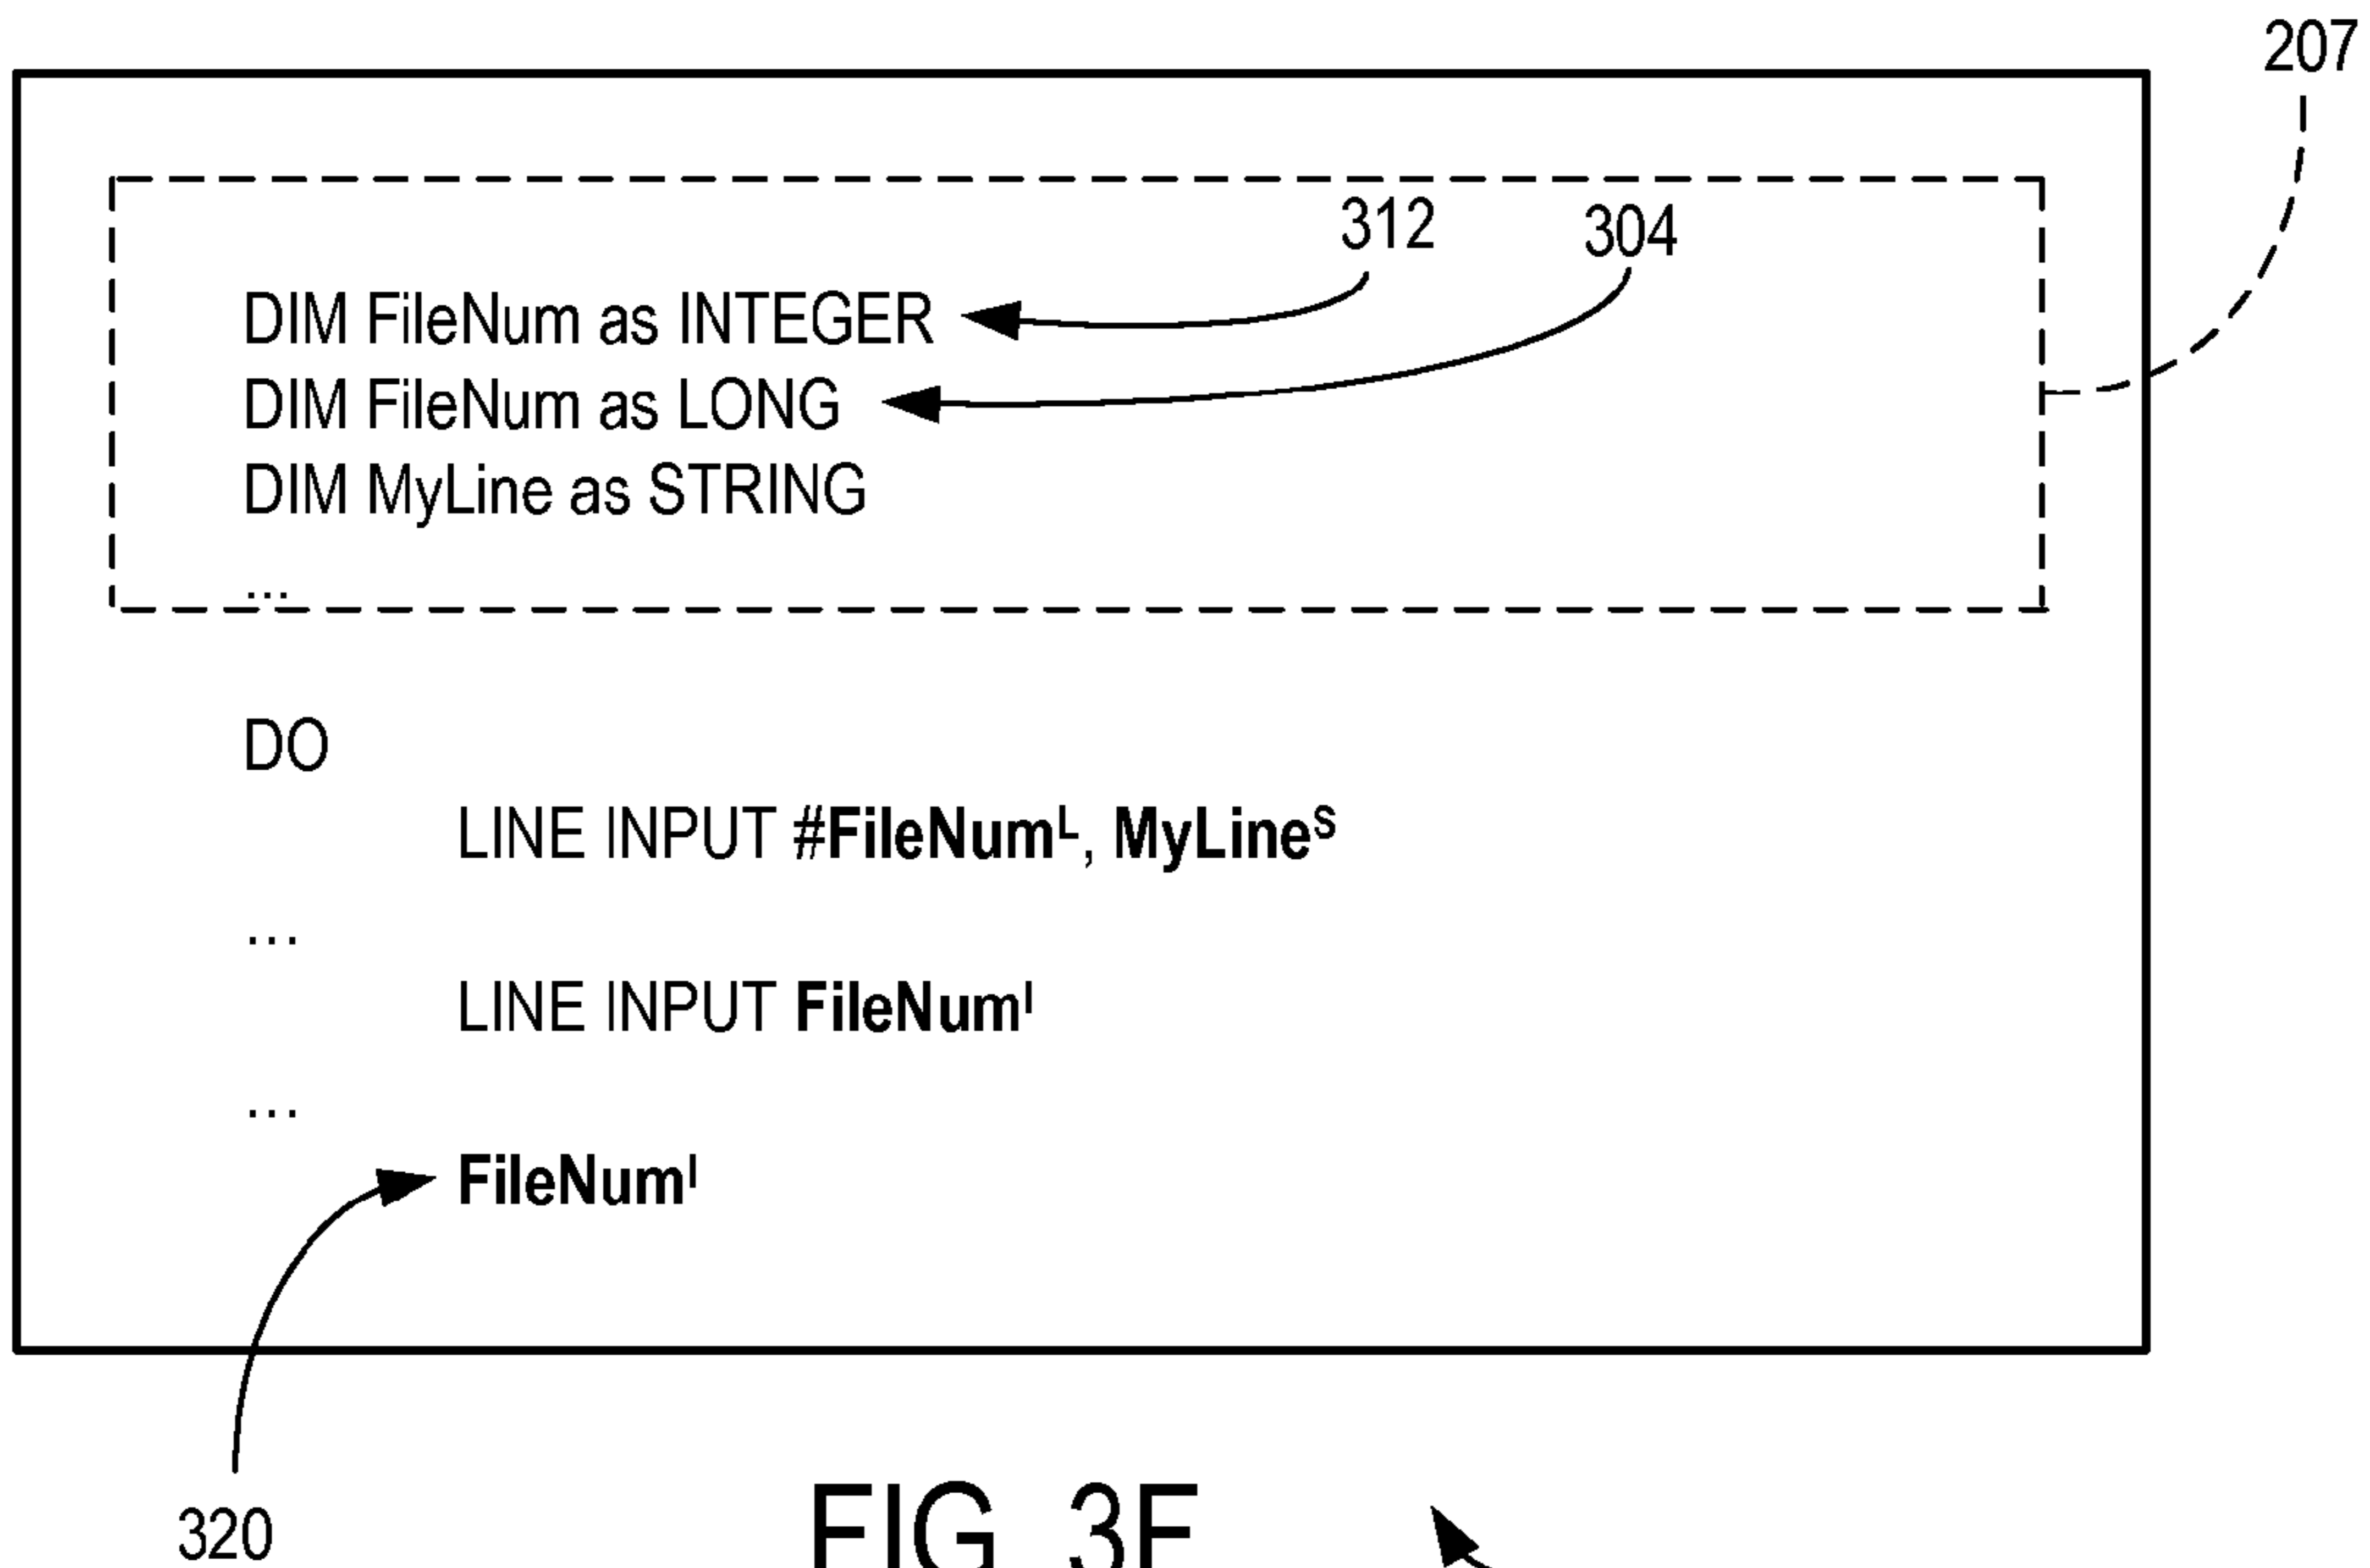 207
312 304
DIM FileNum as INTEGER
DIM FileNum as LONG
DIM MyLine as STRING
...
DO
LINE INPUT #FileNumᴸ, MyLineˢ
...
LINE INPUT FileNumᴵ
...
FileNumᴵ
320
FIG. 3F